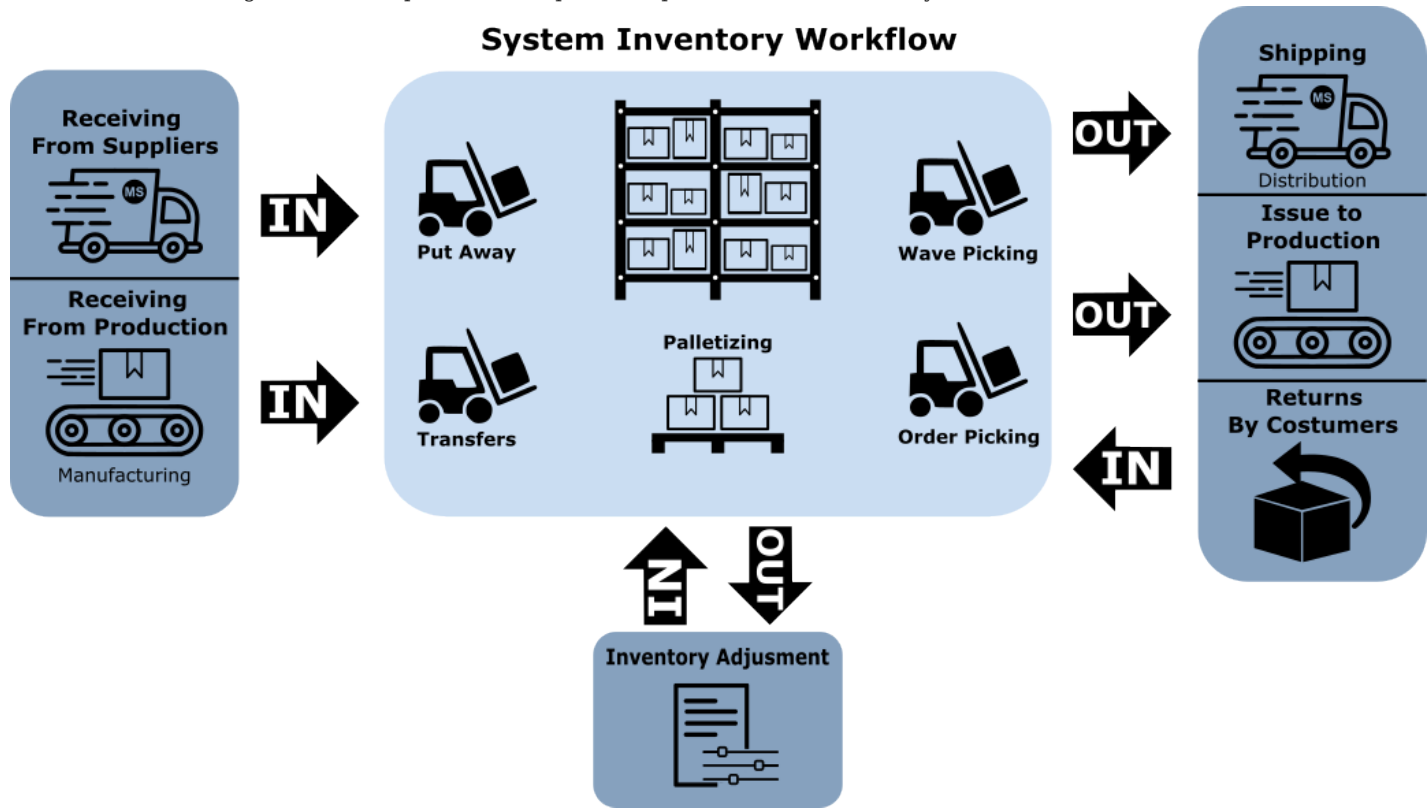 System Inventory Workflow
Receiving
From Suppliers
MS
Receiving
From Production
Manufacturing
IN
IN
Put Away
Transfers
Palletizing
Wave Picking
Order Picking
OUT
OUT
IN
Shipping
MS
Distribution
Issue to
Production
Returns
By Costumers
IN
OUT
Inventory Adjusment